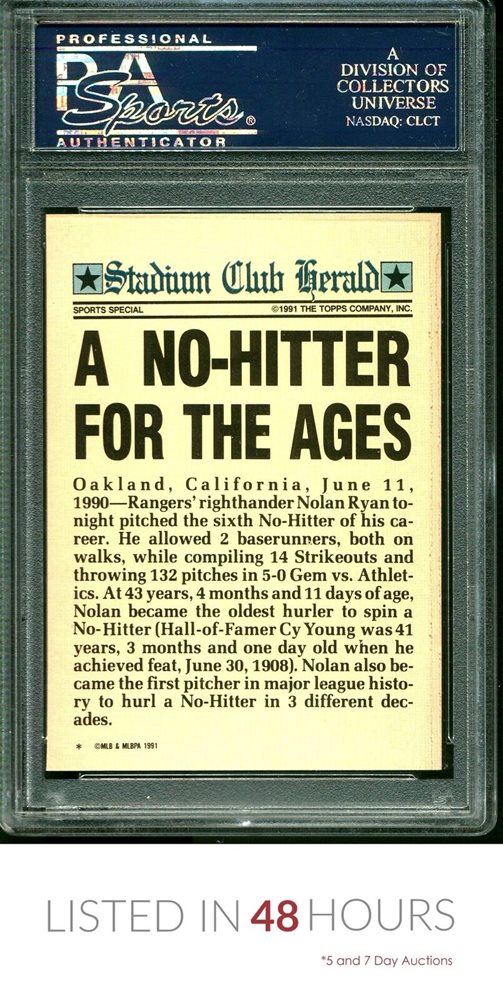 PROFESSIONAL
PSA
Sports®
AUTHENTICATOR
A
DIVISION OF
COLLECTORS
UNIVERSE
NASDAQ: CLCT
Stadium Club Herald
SPORTS SPECIAL ©1991 THE TOPPS COMPANY, INC.
A NO-HITTER
FOR THE AGES
Oakland, California, June 11,
1990—Rangers' righthander Nolan Ryan to-
night pitched the sixth No-Hitter of his ca-
reer. He allowed 2 baserunners, both on
walks, while compiling 14 Strikeouts and
throwing 132 pitches in 5-0 Gem vs. Athlet-
ics. At 43 years, 4 months and 11 days of age,
Nolan became the oldest hurler to spin a
No-Hitter (Hall-of-Famer Cy Young was 41
years, 3 months and one day old when he
achieved feat, June 30, 1908). Nolan also be-
came the first pitcher in major league histo-
ry to hurl a No-Hitter in 3 different dec-
ades.
* ©MLB & MLBPA 1991
LISTED IN 48 HOURS
*5 and 7 Day Auctions